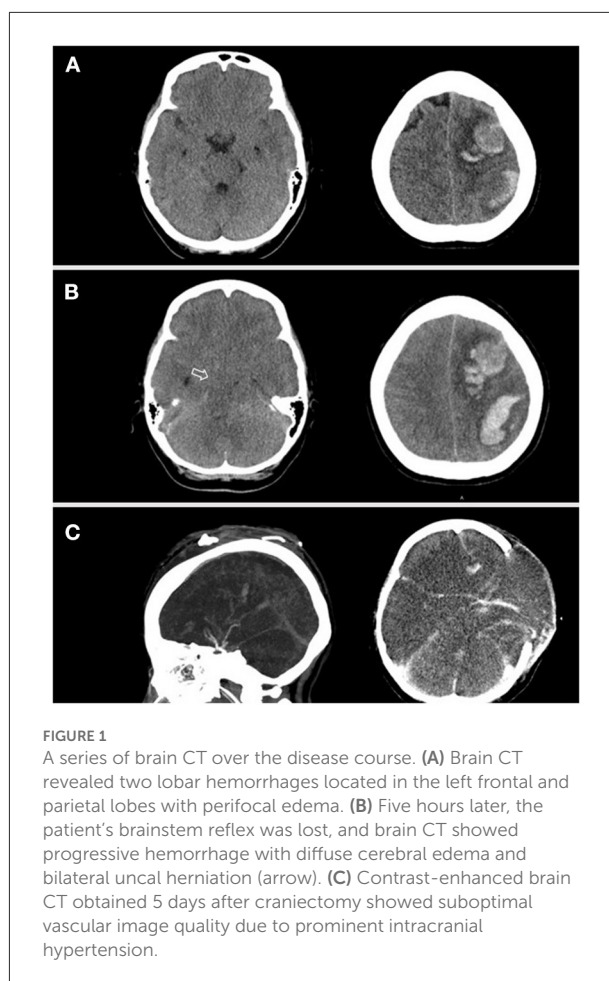 A
B
A
C
FIGURE 1
A series of brain CT over the disease course. (A) Brain CT
revealed two lobar hemorrhages located in the left frontal and
parietal lobes with perifocal edema. (B) Five hours later, the
patient's brainstem reflex was lost, and brain CT showed
progressive hemorrhage with diffuse cerebral edema and
bilateral uncal herniation (arrow). (C) Contrast-enhanced brain
CT obtained 5 days after craniectomy showed suboptimal
vascular image quality due to prominent intracranial
hypertension.